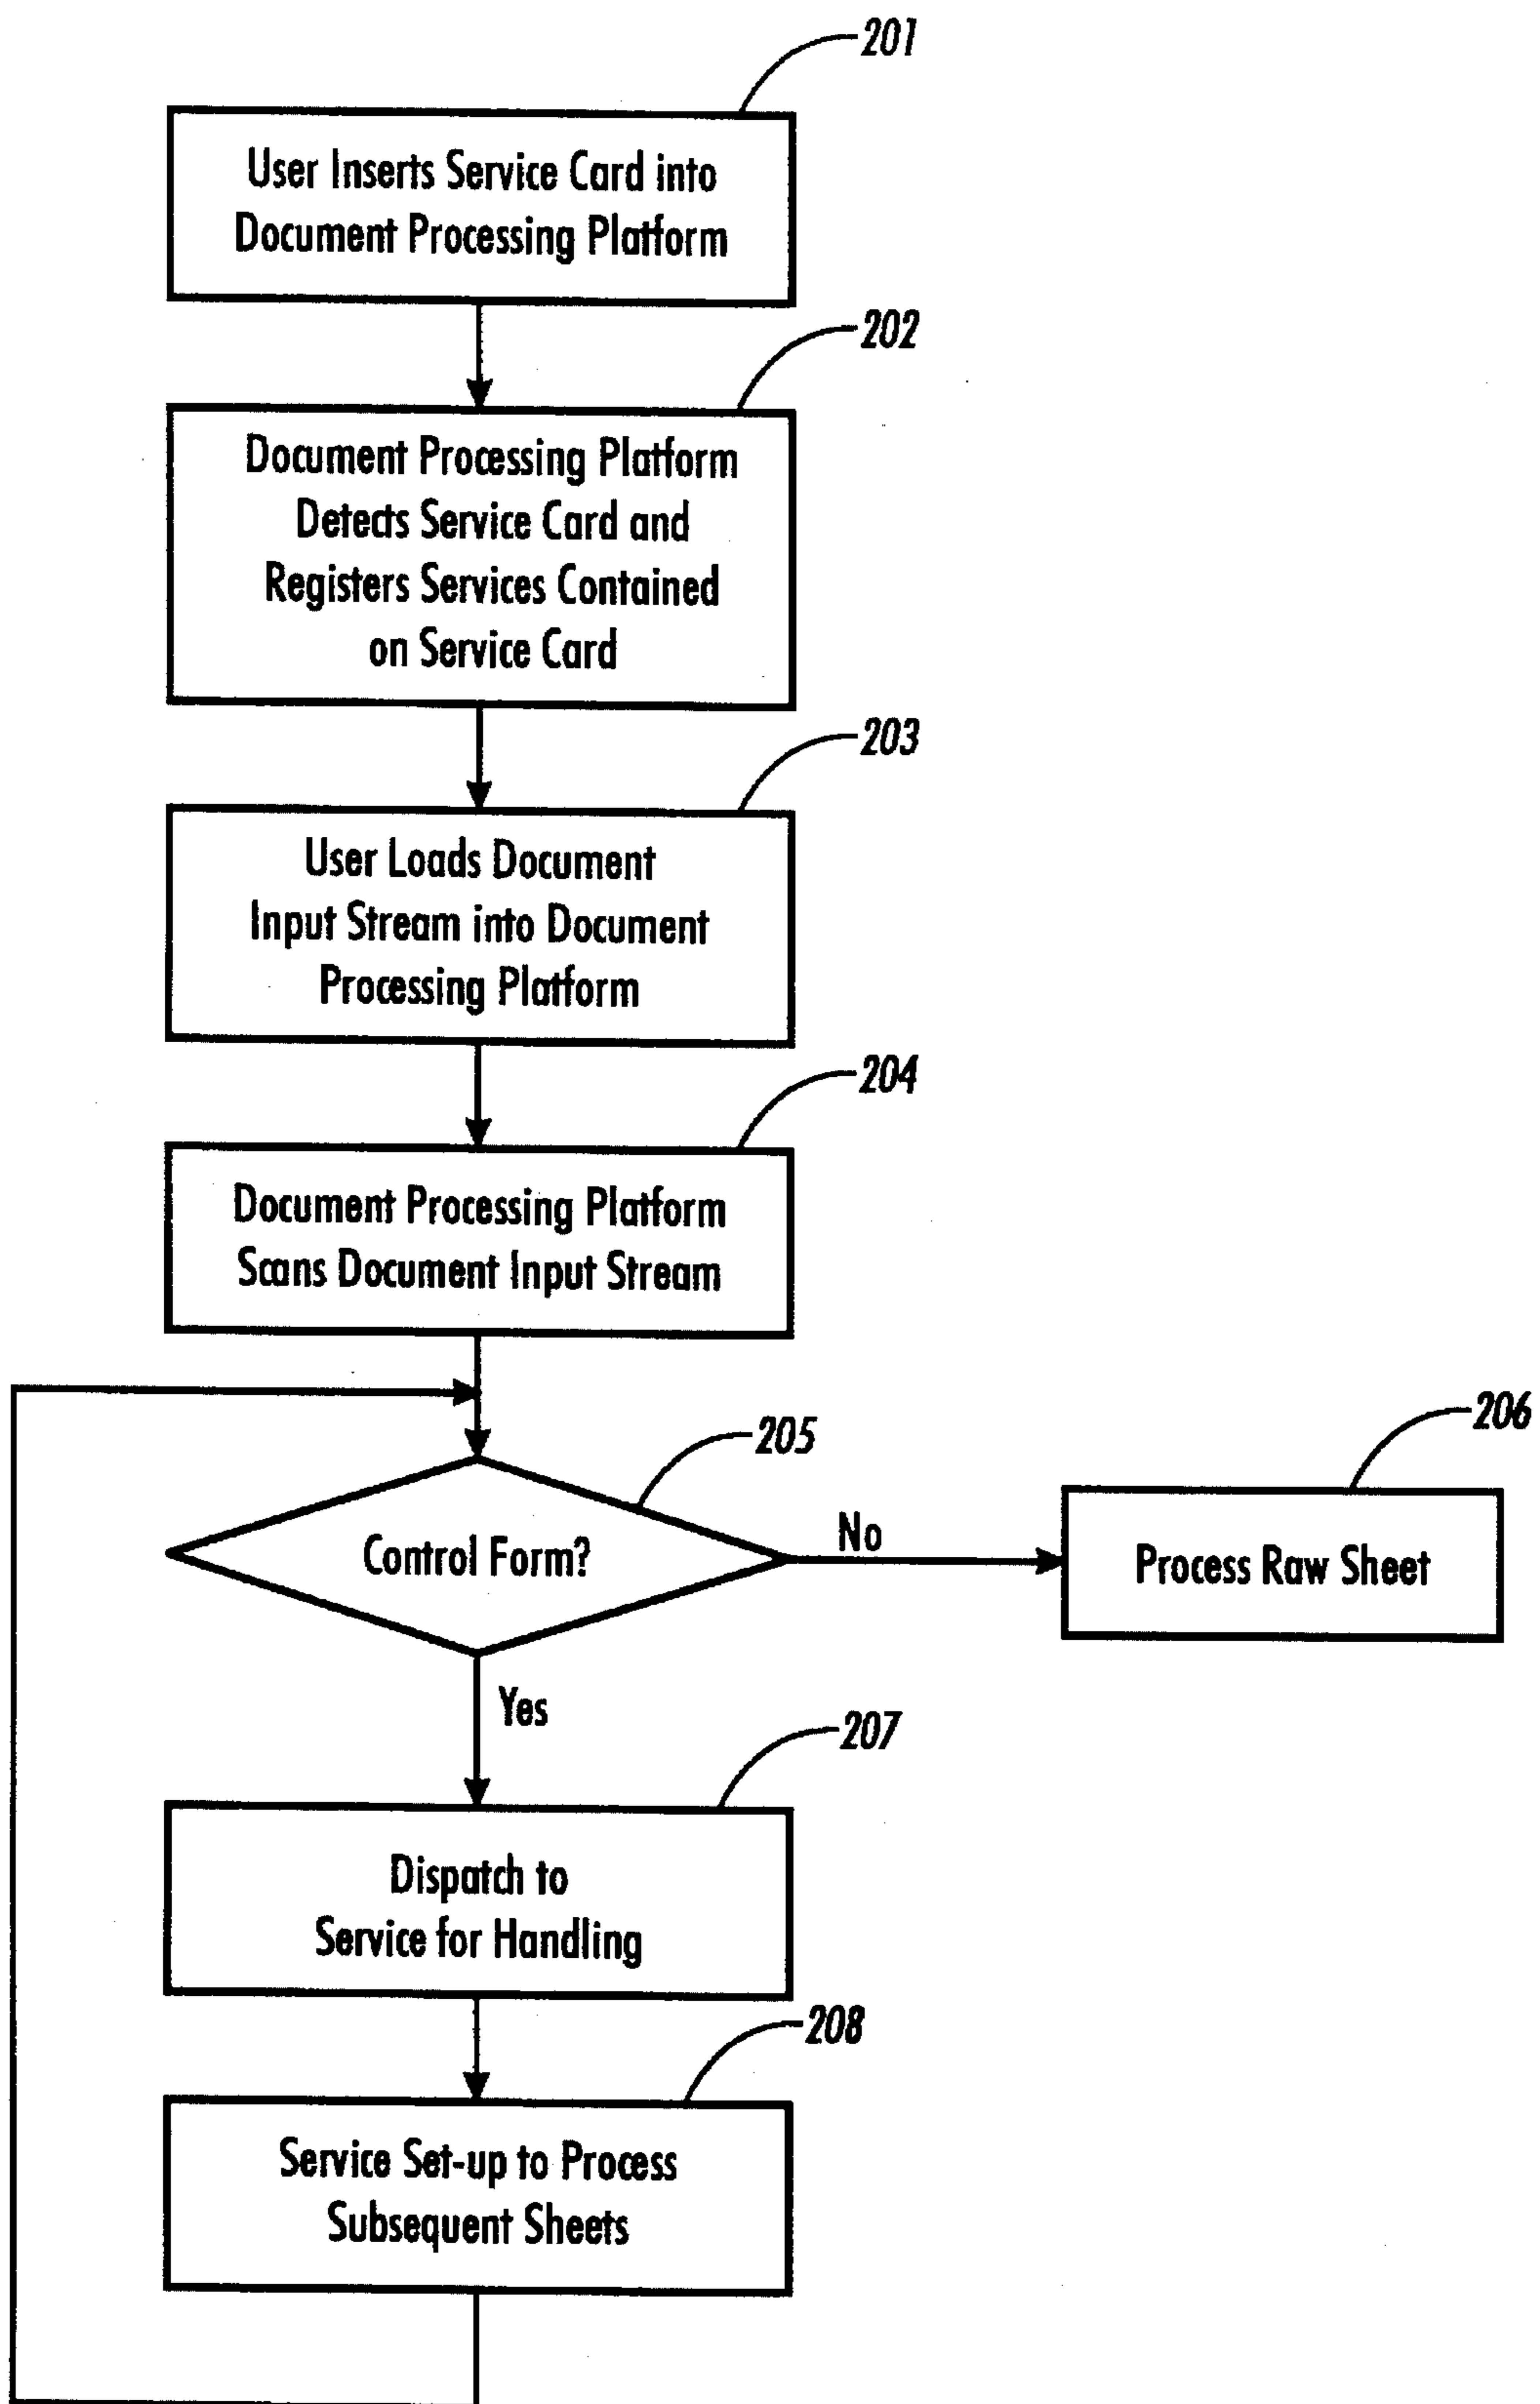 201
User Inserts Service Card into
Document Processing Platform
202
Document Processing Platform
Detects Service Card and
Registers Services Contained
on Service Card
203
User Loads Document
Input Stream into Document
Processing Platform
204
Document Processing Platform
Scans Document Input Stream
205
Control Form?
No
206
Process Raw Sheet
Yes
207
Dispatch to
Service for Handling
208
Service Set-up to Process
Subsequent Sheets